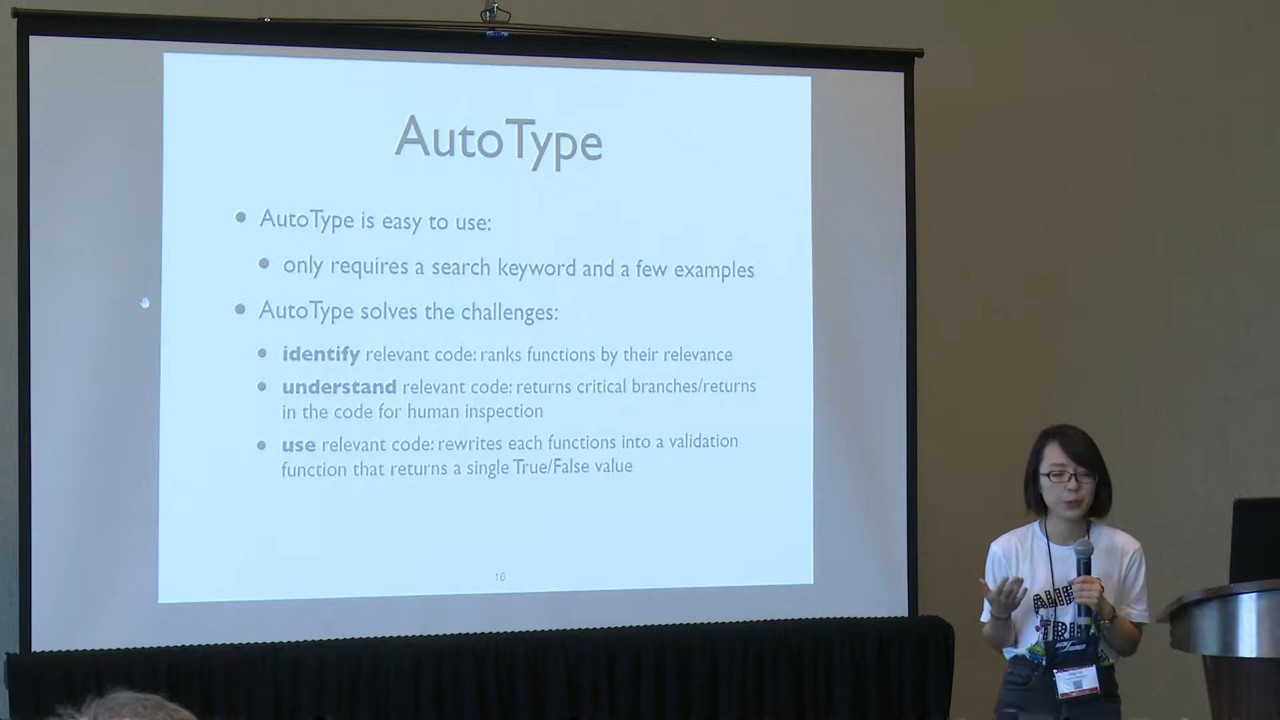 AutoType
AutoType is easy to use:
only requires a search keyword and a few examples
AutoType solves the challenges:
identify relevant code: ranks functions by their relevance
understand relevant code: returns critical branches/returns
in the code for human inspection
use relevant code: rewrites each functions into a validation
function that returns a single True/False value
16